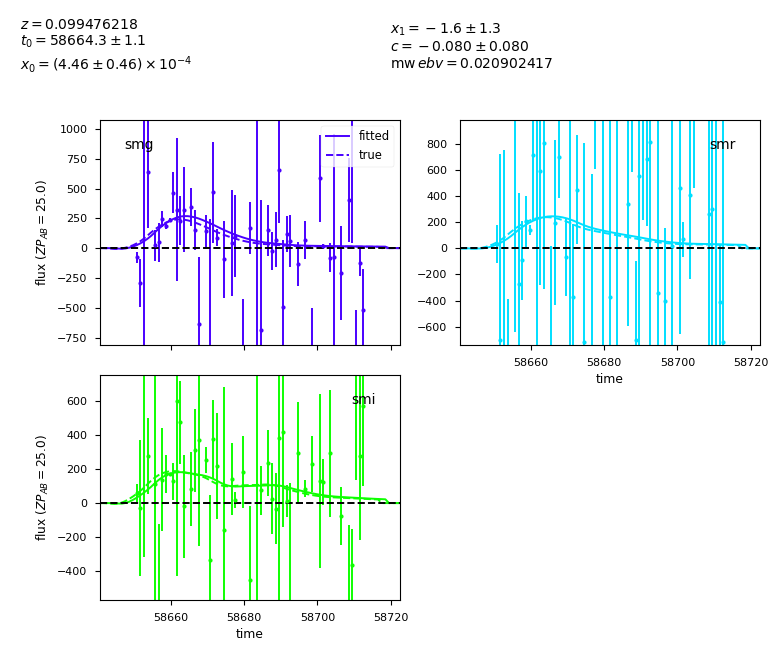 z = 0.099476218
t₀ = 58664.3 ± 1.1
x₀ = (4.46 ± 0.46) × 10⁻⁴
x₁ = −1.6 ± 1.3
c = −0.080 ± 0.080
mw ebv = 0.020902417
smg
fitted
true
1000
750
500
250
0
−250
−500
−750
flux (ZP_AB = 25.0)
smr
800
600
400
200
0
−200
−400
−600
58660
58680
58700
58720
time
smi
600
400
200
0
−200
−400
flux (ZP_AB = 25.0)
58660
58680
58700
58720
time